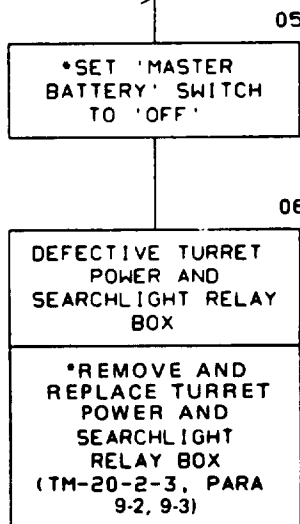 05
*SET 'MASTER
BATTERY' SWITCH
TO 'OFF'
06
DEFECTIVE TURRET
POWER AND
SEARCHLIGHT RELAY
BOX
*REMOVE AND
REPLACE TURRET
POWER AND
SEARCHLIGHT
RELAY BOX
(TM-20-2-3, PARA
9-2, 9-3)